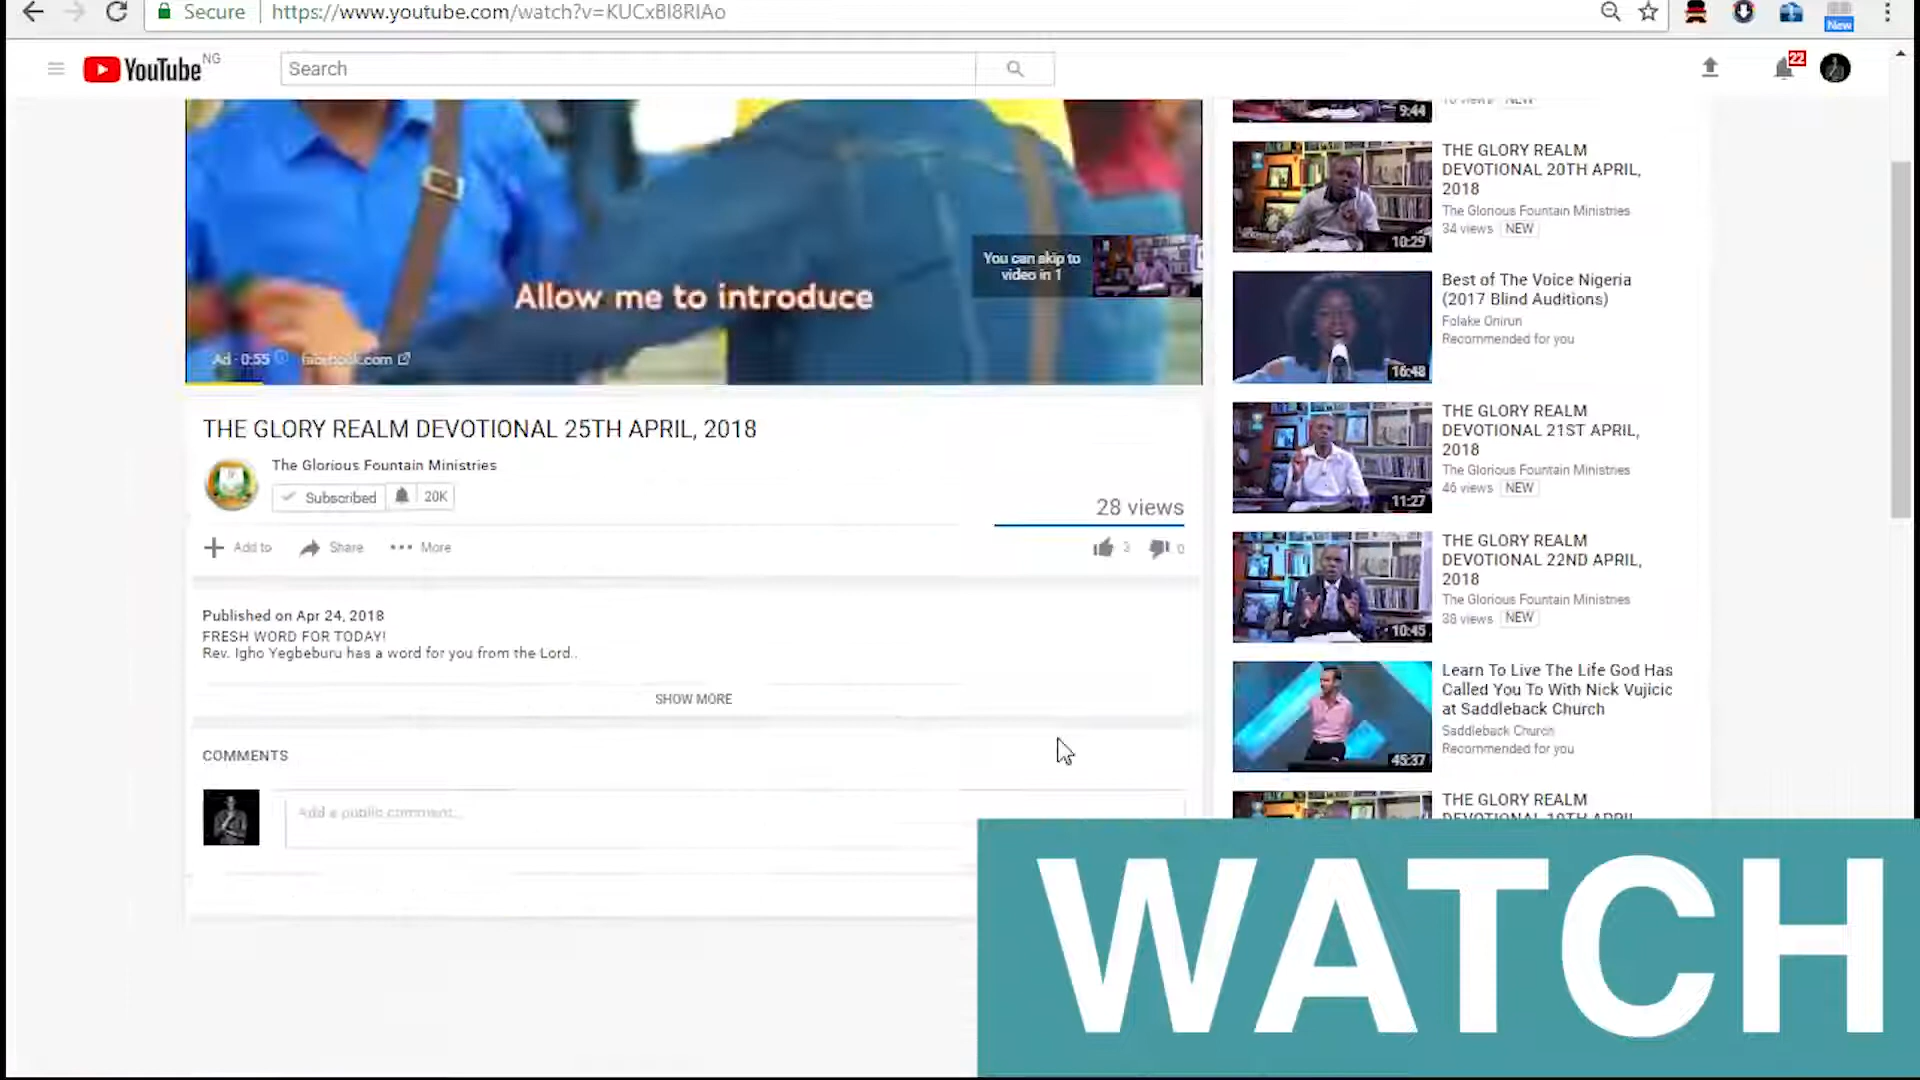 Secure
https://www.youtube.com/watch?v=KUCxBl8RlAo
New
YouTube NG
Search
22
Allow me to introduce
You can skip to
video in 1
Ad · 0:55
facebook.com
THE GLORY REALM DEVOTIONAL 25TH APRIL, 2018
The Glorious Fountain Ministries
Subscribed
20K
28 views
Add to
Share
More
3
0
Published on Apr 24, 2018
FRESH WORD FOR TODAY!
Rev. Igho Yegbeburu has a word for you from the Lord..
SHOW MORE
COMMENTS
Add a public comment...
9:44
views NEW
THE GLORY REALM
DEVOTIONAL 20TH APRIL,
2018
The Glorious Fountain Ministries
34 views NEW
10:29
Best of The Voice Nigeria
(2017 Blind Auditions)
Folake Onirun
Recommended for you
16:48
THE GLORY REALM
DEVOTIONAL 21ST APRIL,
2018
The Glorious Fountain Ministries
46 views NEW
11:27
THE GLORY REALM
DEVOTIONAL 22ND APRIL,
2018
The Glorious Fountain Ministries
38 views NEW
10:45
Learn To Live The Life God Has
Called You To With Nick Vujicic
at Saddleback Church
Saddleback Church
Recommended for you
45:37
THE GLORY REALM
DEVOTIONAL 19TH APRIL
WATCH